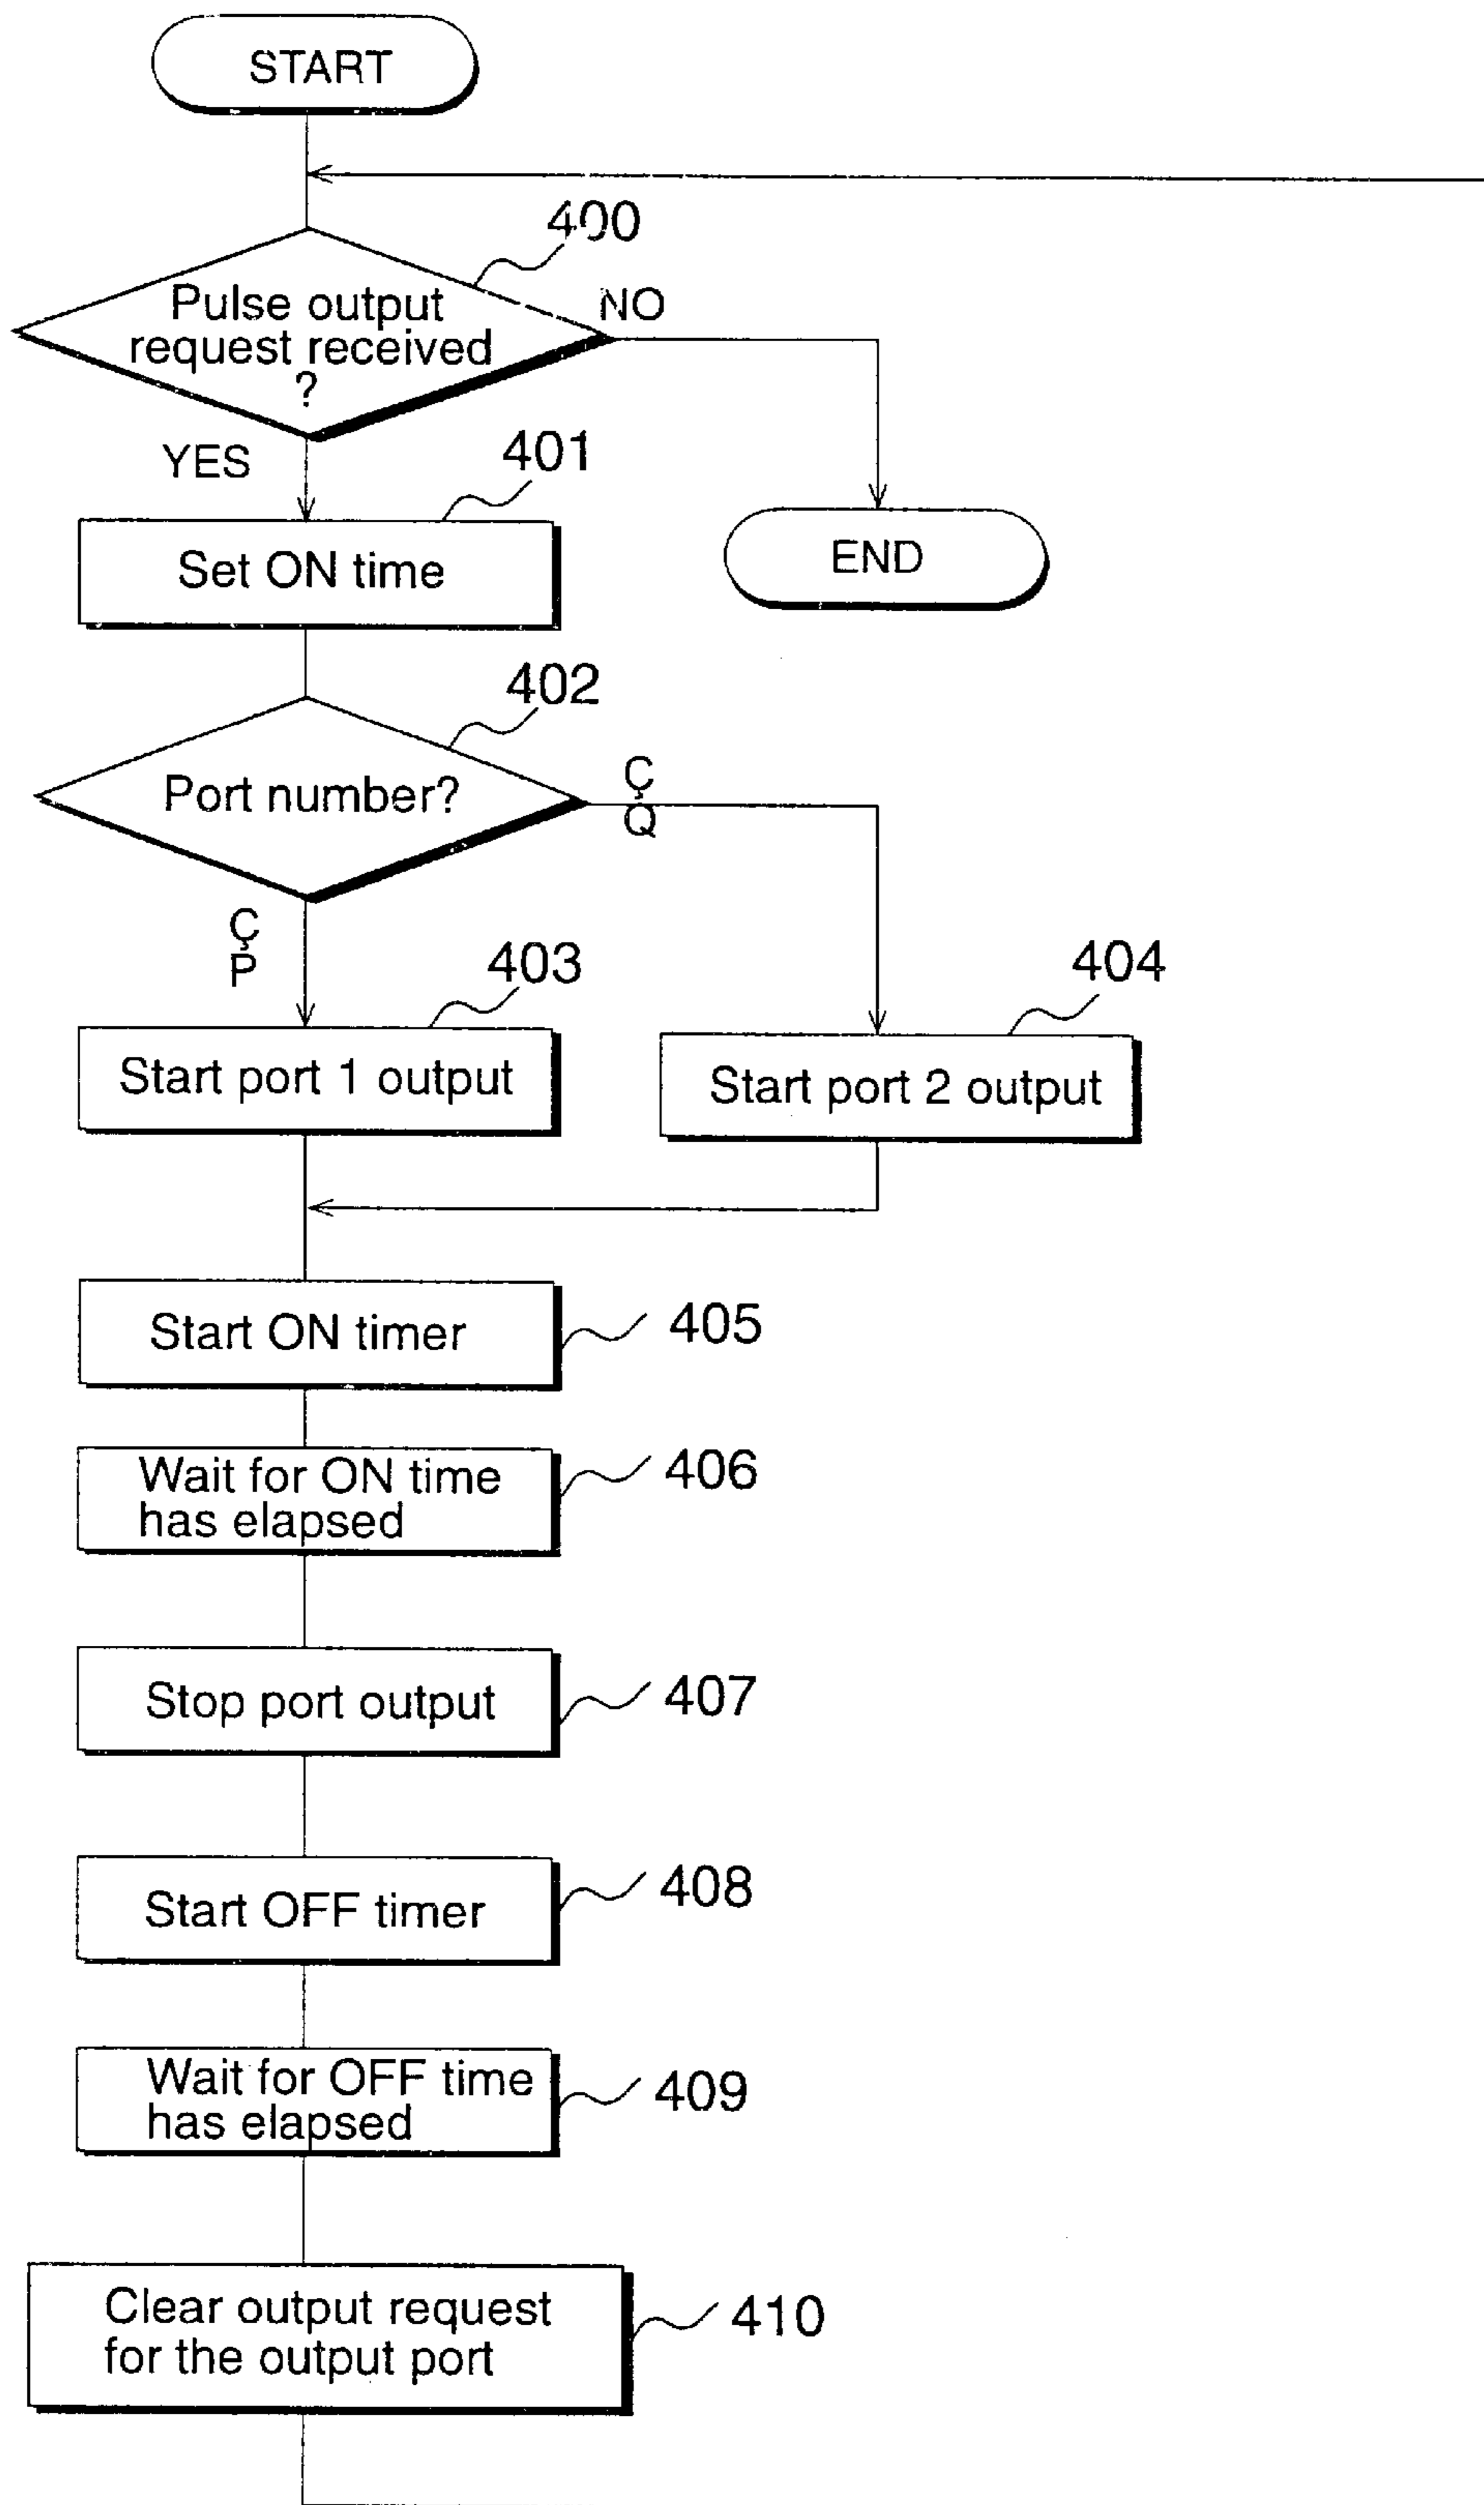 START
400
Pulse output
request received
?
NO
YES
401
Set ON time
END
402
Port number?
Ç
Q
Ç
P
403
404
Start port 1 output
Start port 2 output
Start ON timer
405
Wait for ON time
has elapsed
406
Stop port output
407
Start OFF timer
408
Wait for OFF time
has elapsed
409
Clear output request
for the output port
410